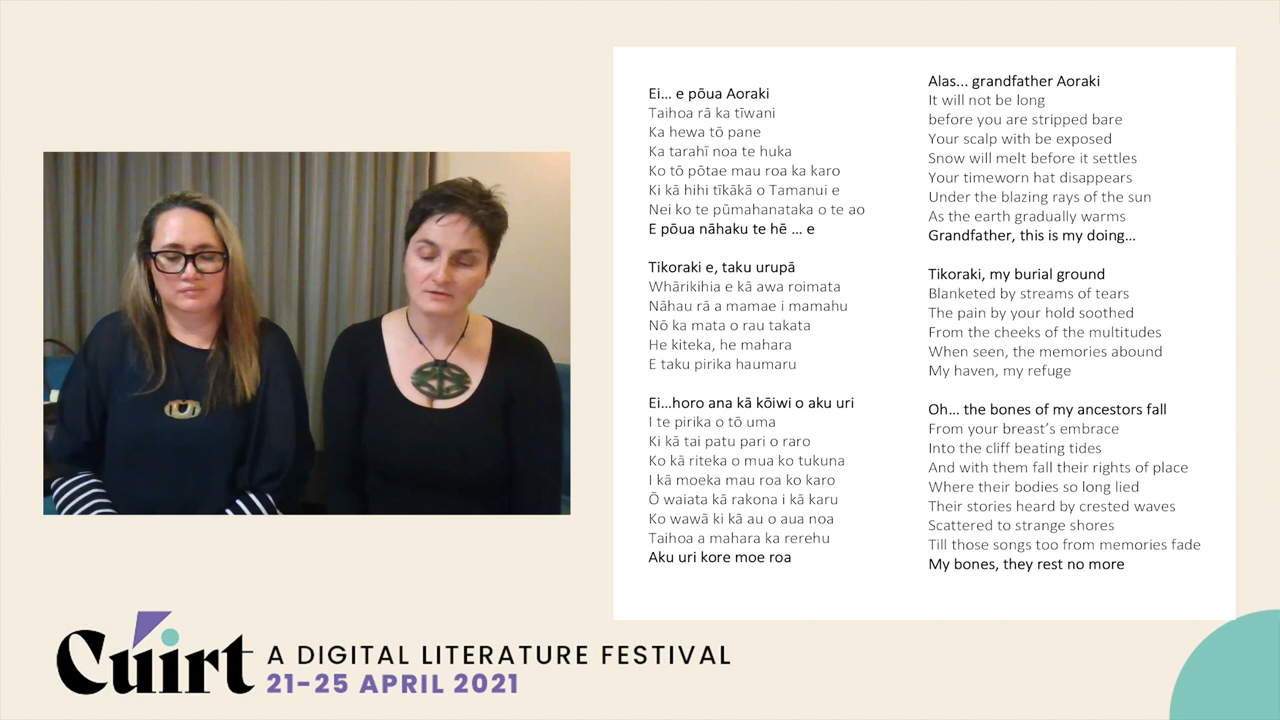 Ei... e pōua Aoraki
Taihoa rā ka tīwani
Ka hewa tō pane
Ka tarahī noa te huka
Ko tō pōtae mau roa ka karo
Ki kā hihi tīkākā o Tamanui e
Nei ko te pūmahanataka o te ao
E pōua nāhaku te hē ... e
Tikoraki e, taku urupā
Whārikihia e kā awa roimata
Nāhau rā a mamae i mamahu
Nō ka mata o rau takata
He kiteka, he mahara
E taku pirika haumaru
Ei...horo ana kā kōiwi o aku uri
I te pirika o tō uma
Ki kā tai patu pari o raro
Ko kā riteka o mua ko tukuna
I kā moeka mau roa ko karo
Ō waiata kā rakona i kā karu
Ko wawā ki kā au o aua noa
Taihoa a mahara ka rerehu
Aku uri kore moe roa
Alas... grandfather Aoraki
It will not be long
before you are stripped bare
Your scalp with be exposed
Snow will melt before it settles
Your timeworn hat disappears
Under the blazing rays of the sun
As the earth gradually warms
Grandfather, this is my doing...
Tikoraki, my burial ground
Blanketed by streams of tears
The pain by your hold soothed
From the cheeks of the multitudes
When seen, the memories abound
My haven, my refuge
Oh... the bones of my ancestors fall
From your breast's embrace
Into the cliff beating tides
And with them fall their rights of place
Where their bodies so long lied
Their stories heard by crested waves
Scattered to strange shores
Till those songs too from memories fade
My bones, they rest no more
Cúirt
A DIGITAL LITERATURE FESTIVAL
21-25 APRIL 2021